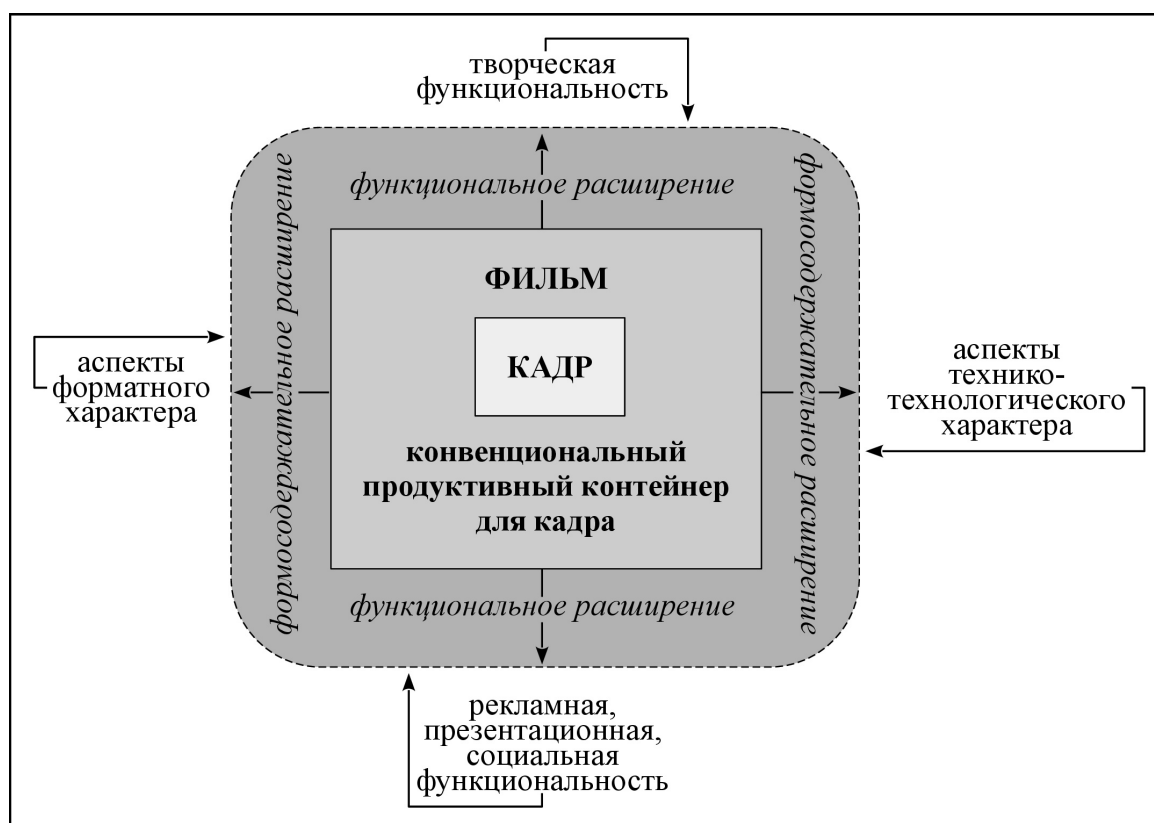 творческая
функциональность
функциональное расширение
формосодержательное расширение
формосодержательное расширение
ФИЛЬМ
КАДР
аспекты
форматного
характера
аспекты
технико-
технологического
характера
конвенциональный
продуктивный контейнер
для кадра
функциональное расширение
рекламная,
презентационная,
социальная
функциональность